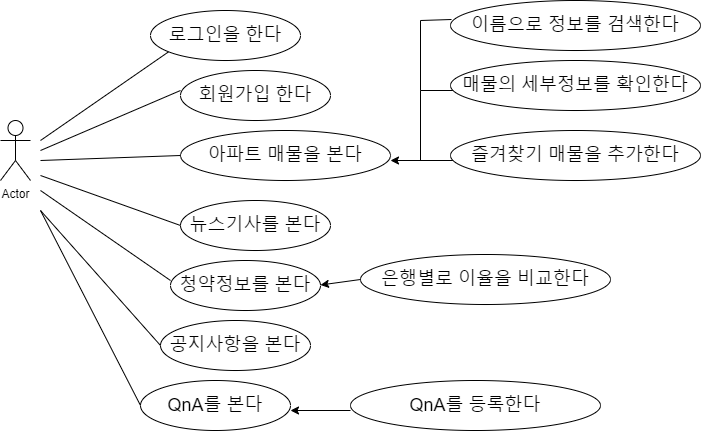 로그인을 한다
이름으로 정보를 검색한다
회원가입 한다
매물의 세부정보를 확인한다
아파트 매물을 본다
즐겨찾기 매물을 추가한다
Actor
뉴스기사를 본다
청약정보를 본다
은행별로 이율을 비교한다
공지사항을 본다
QnA를 본다
QnA를 등록한다